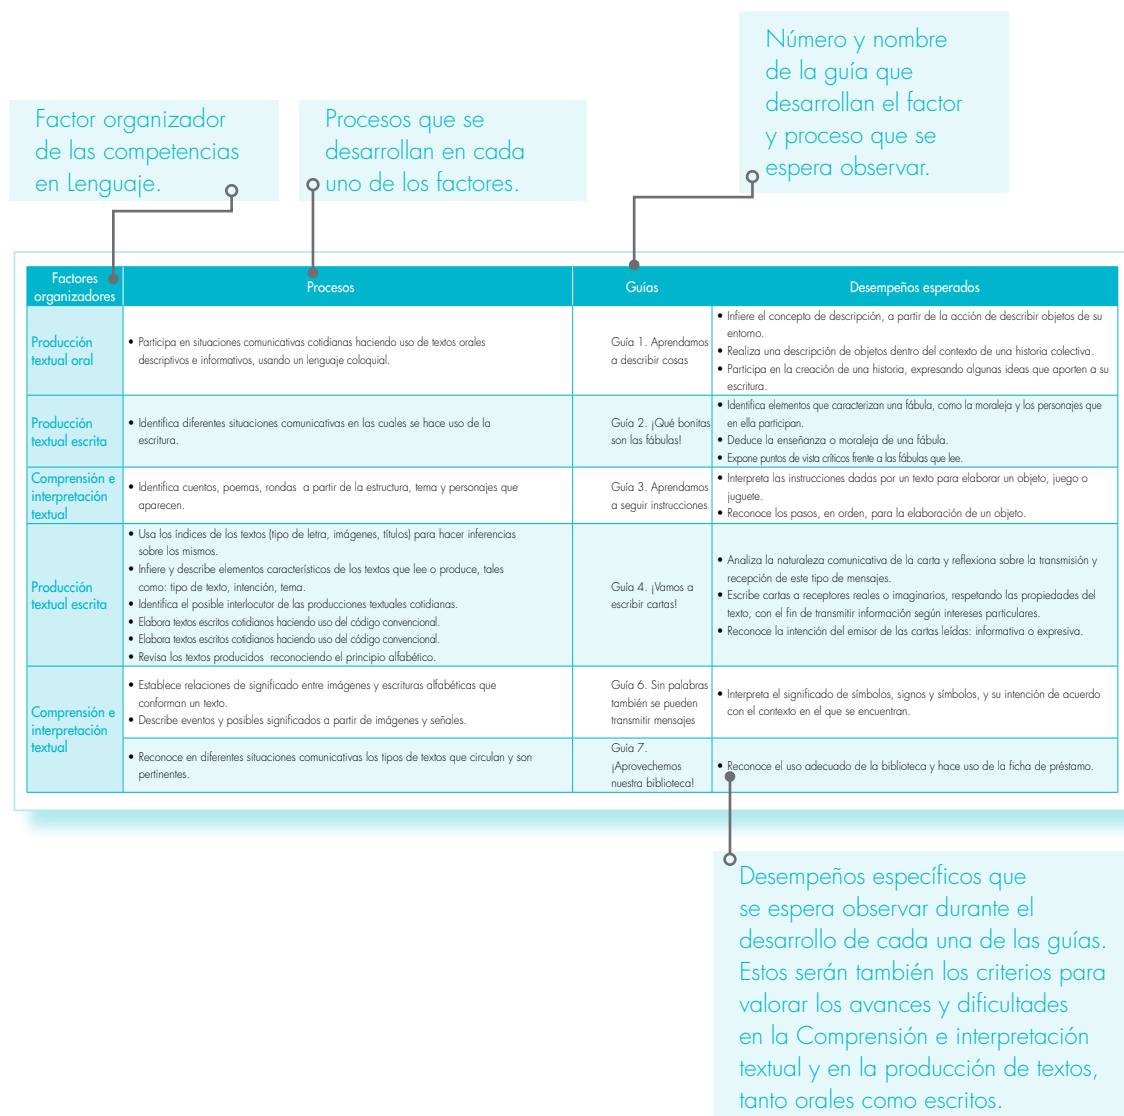 Número y nombre
de la guía que
desarrollan el factor
y proceso que se
espera observar.
Factor organizador
de las competencias
en Lenguaje.
Procesos que se
desarrollan en cada
uno de los factores.
Factores
organizadores
Procesos
Guías
Desempeños esperados
Producción
textual oral
• Participa en situaciones comunicativas cotidianas haciendo uso de textos orales
descriptivos e informativos, usando un lenguaje coloquial.
Guía 1. Aprendamos
a describir cosas
• Infiere el concepto de descripción, a partir de la acción de describir objetos de su
entorno.
• Realiza una descripción de objetos dentro del contexto de una historia colectiva.
• Participa en la creación de una historia, expresando algunas ideas que aporten a su
escritura.
Producción
textual escrita
• Identifica diferentes situaciones comunicativas en las cuales se hace uso de la
escritura.
Guía 2. ¡Qué bonitas
son las fábulas!
• Identifica elementos que caracterizan una fábula, como la moraleja y los personajes que
en ella participan.
• Deduce la enseñanza o moraleja de una fábula.
• Expone puntos de vista críticos frente a las fábulas que lee.
Comprensión e
interpretación
textual
• Identifica cuentos, poemas, rondas a partir de la estructura, tema y personajes que
aparecen.
Guía 3. Aprendamos
a seguir instrucciones
• Interpreta las instrucciones dadas por un texto para elaborar un objeto, juego o
juguete.
• Reconoce los pasos, en orden, para la elaboración de un objeto.
Producción
textual escrita
• Usa los índices de los textos (tipo de letra, imágenes, títulos) para hacer inferencias
sobre los mismos.
• Infiere y describe elementos característicos de los textos que lee o produce, tales
como: tipo de texto, intención, tema.
• Identifica el posible interlocutor de las producciones textuales cotidianas.
• Elabora textos escritos cotidianos haciendo uso del código convencional.
• Elabora textos escritos cotidianos haciendo uso del código convencional.
• Revisa los textos producidos reconociendo el principio alfabético.
Guía 4. ¡Vamos a
escribir cartas!
• Analiza la naturaleza comunicativa de la carta y reflexiona sobre la transmisión y
recepción de este tipo de mensajes.
• Escribe cartas a receptores reales o imaginarios, respetando las propiedades del
texto, con el fin de transmitir información según intereses particulares.
• Reconoce la intención del emisor de las cartas leídas: informativa o expresiva.
Comprensión e
interpretación
textual
• Establece relaciones de significado entre imágenes y escrituras alfabéticas que
conforman un texto.
• Describe eventos y posibles significados a partir de imágenes y señales.
Guía 6. Sin palabras
también se pueden
transmitir mensajes
• Interpreta el significado de símbolos, signos y símbolos, y su intención de acuerdo
con el contexto en el que se encuentran.
• Reconoce en diferentes situaciones comunicativas los tipos de textos que circulan y son
pertinentes.
Guía 7.
¡Aprovechemos
nuestra biblioteca!
• Reconoce el uso adecuado de la biblioteca y hace uso de la ficha de préstamo.
Desempeños específicos que
se espera observar durante el
desarrollo de cada una de las guías.
Estos serán también los criterios para
valorar los avances y dificultades
en la Comprensión e interpretación
textual y en la producción de textos,
tanto orales como escritos.